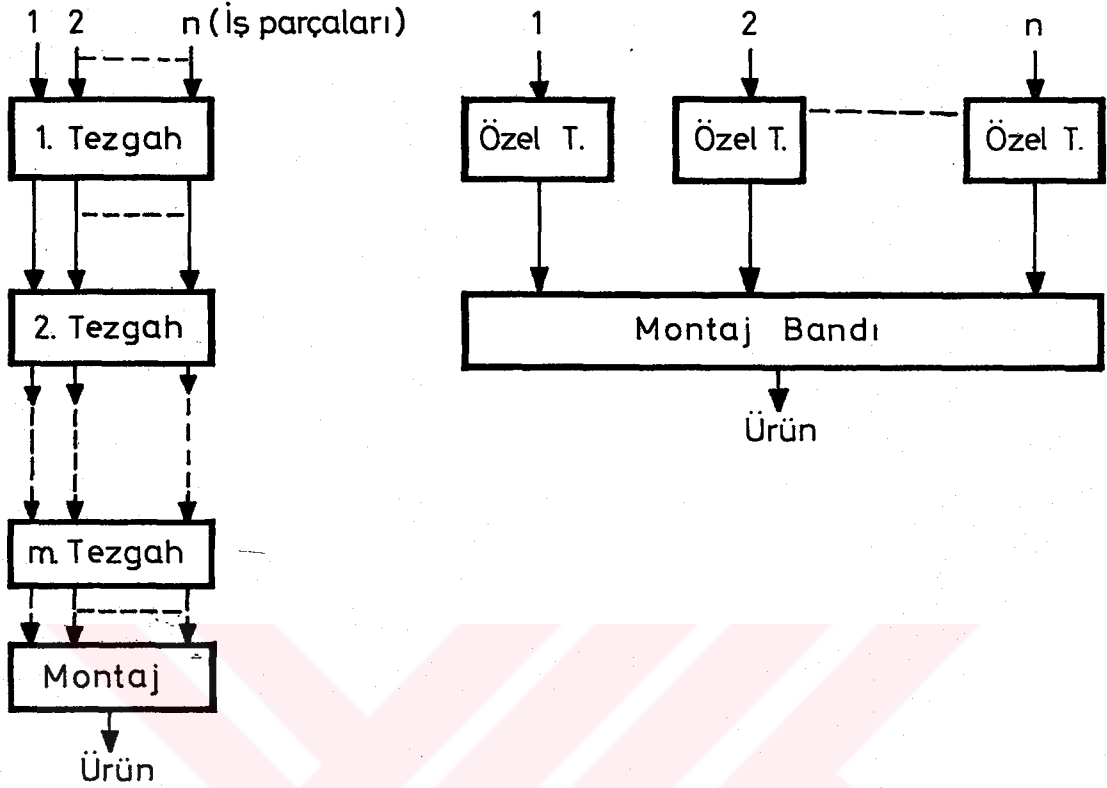 1 2 n (İş parçaları)
1. Tezgah
2. Tezgah
m. Tezgah
Montaj
Ürün
1 2 n
Özel T. Özel T. Özel T.
Montaj Bandı
Ürün